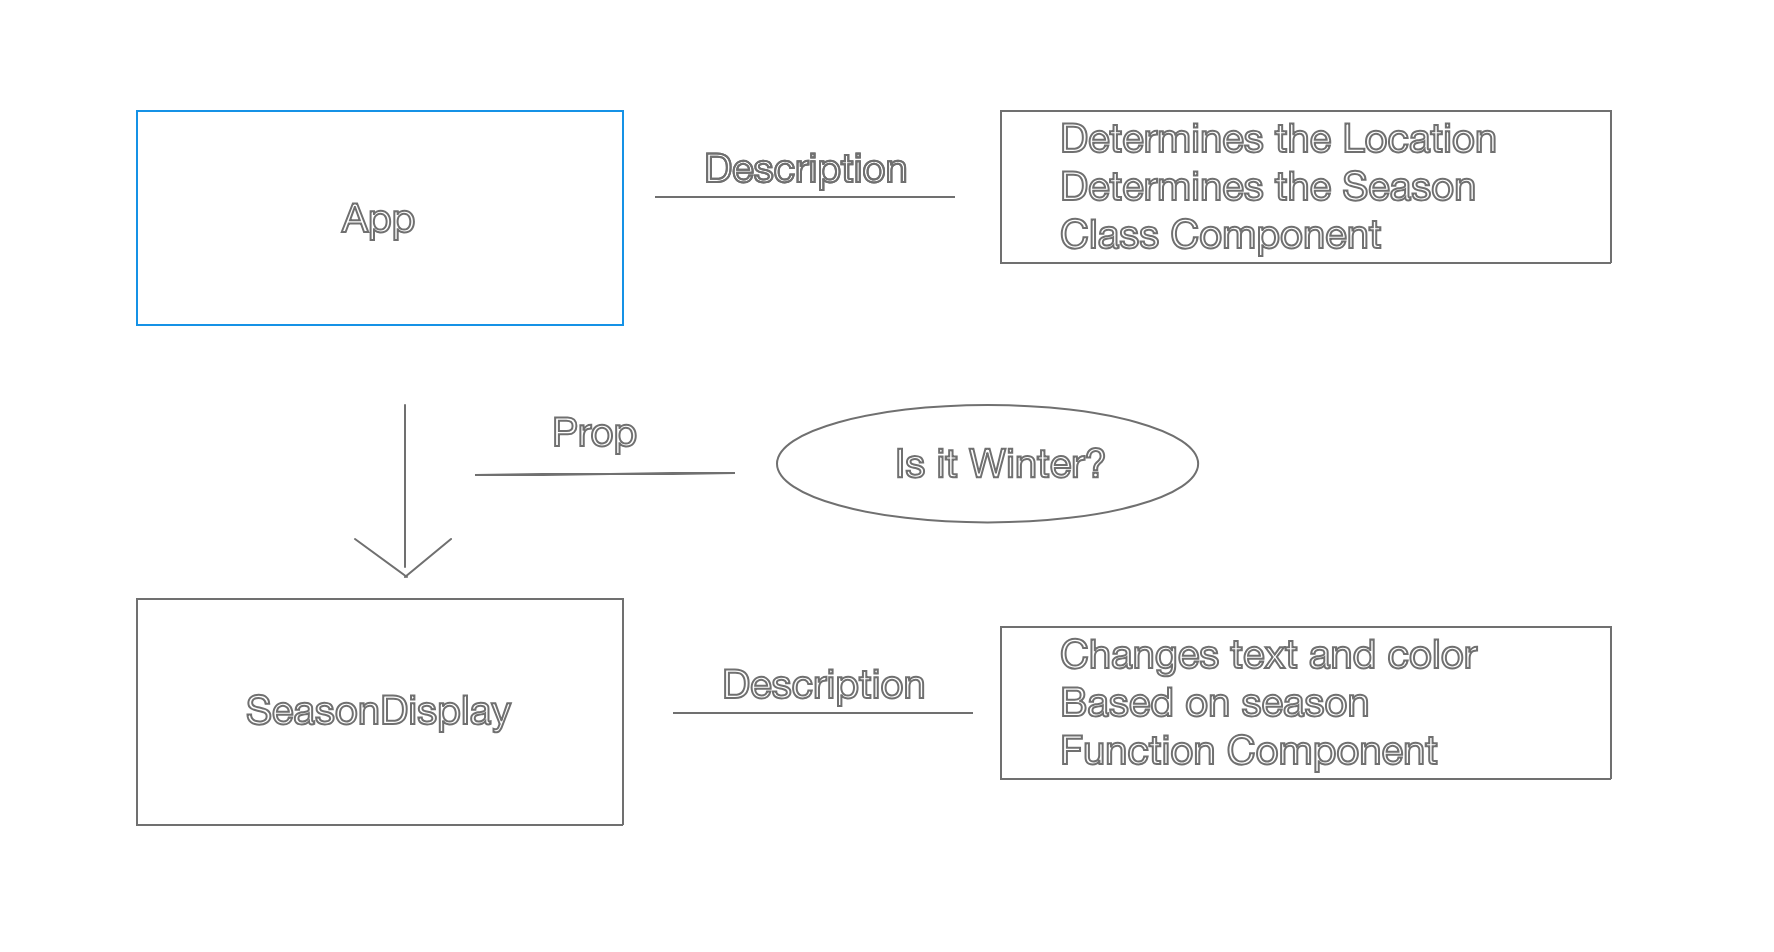 App
Description
Determines the Location
Determines the Season
Class Component
Prop
Is it Winter?
SeasonDisplay
Description
Changes text and color
Based on season
Function Component